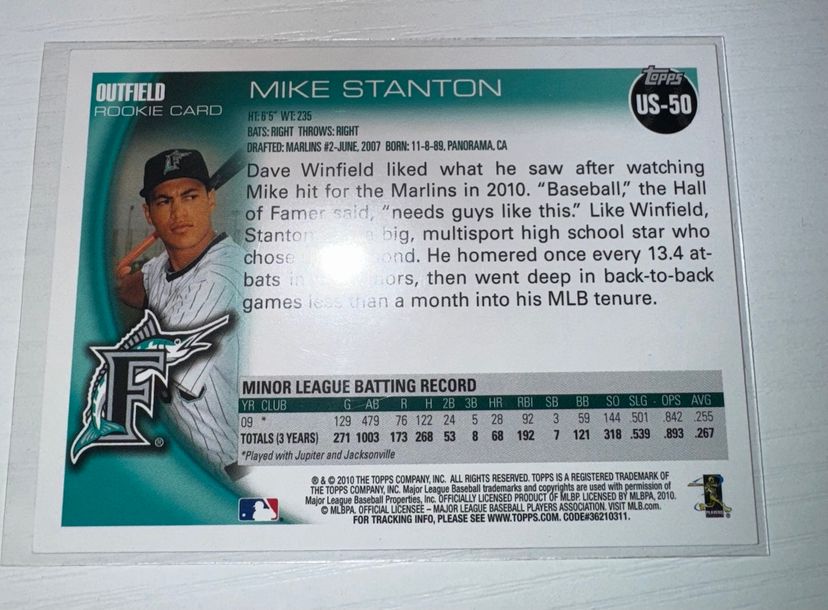 OUTFIELD
ROOKIE CARD
MIKE STANTON
Topps
US-50
HT: 6'5" WT: 235
BATS: RIGHT THROWS: RIGHT
DRAFTED: MARLINS #2-JUNE, 2007 BORN: 11-8-89, PANORAMA, CA
Dave Winfield liked what he saw after watching
Mike hit for the Marlins in 2010. “Baseball,” the Hall
of Famer said, “needs guys like this.” Like Winfield,
Stanton a big, multisport high school star who
chose He homered once every 13.4 at-
bats in then went deep in back-to-back
games less than a month into his MLB tenure.
F
®
MINOR LEAGUE BATTING RECORD
YR CLUB G AB R H 2B 3B HR RBI SB BB SO SLG OPS AVG
09 * 129 479 76 122 24 5 28 92 3 59 144 .501 .842 .255
TOTALS (3 YEARS) 271 1003 173 268 53 8 68 192 7 121 318 .539 .893 .267
*Played with Jupiter and Jacksonville
® & © 2010 THE TOPPS COMPANY, INC. ALL RIGHTS RESERVED. TOPPS IS A REGISTERED TRADEMARK OF
THE TOPPS COMPANY, INC. Major League Baseball trademarks and copyrights are used with permission of
Major League Baseball Properties, Inc. OFFICIALLY LICENSED PRODUCT OF MLBP. LICENSED BY MLBPA, 2010.
© MLBPA. OFFICIAL LICENSEE – MAJOR LEAGUE BASEBALL PLAYERS ASSOCIATION. VISIT MLB.com.
FOR TRACKING INFO, PLEASE SEE WWW.TOPPS.COM. CODE#36210311.